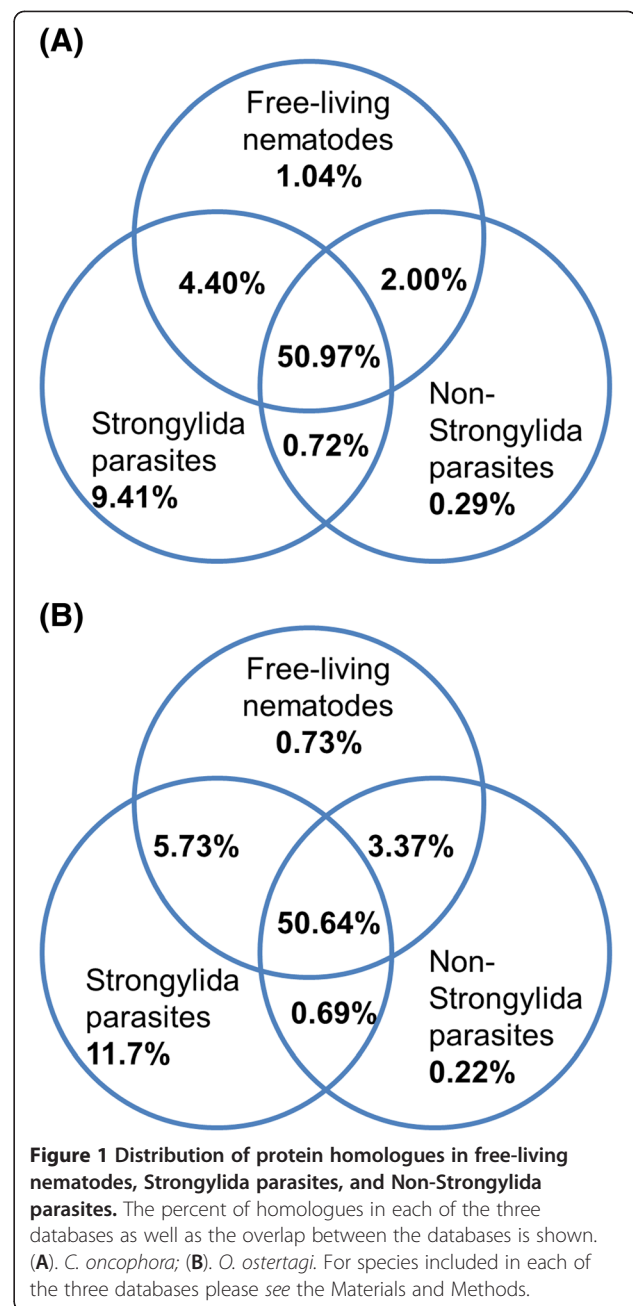 (A)
Free-living
nematodes
1.04%
4.40%
2.00%
50.97%
Strongylida
parasites
9.41%
0.72%
Non-
Strongylida
parasites
0.29%
(B)
Free-living
nematodes
0.73%
5.73%
3.37%
50.64%
Strongylida
parasites
11.7%
0.69%
Non-
Strongylida
parasites
0.22%
Figure 1 Distribution of protein homologues in free-living
nematodes, Strongylida parasites, and Non-Strongylida
parasites. The percent of homologues in each of the three
databases as well as the overlap between the databases is shown.
(A). C. oncophora; (B). O. ostertagi. For species included in each of
the three databases please see the Materials and Methods.